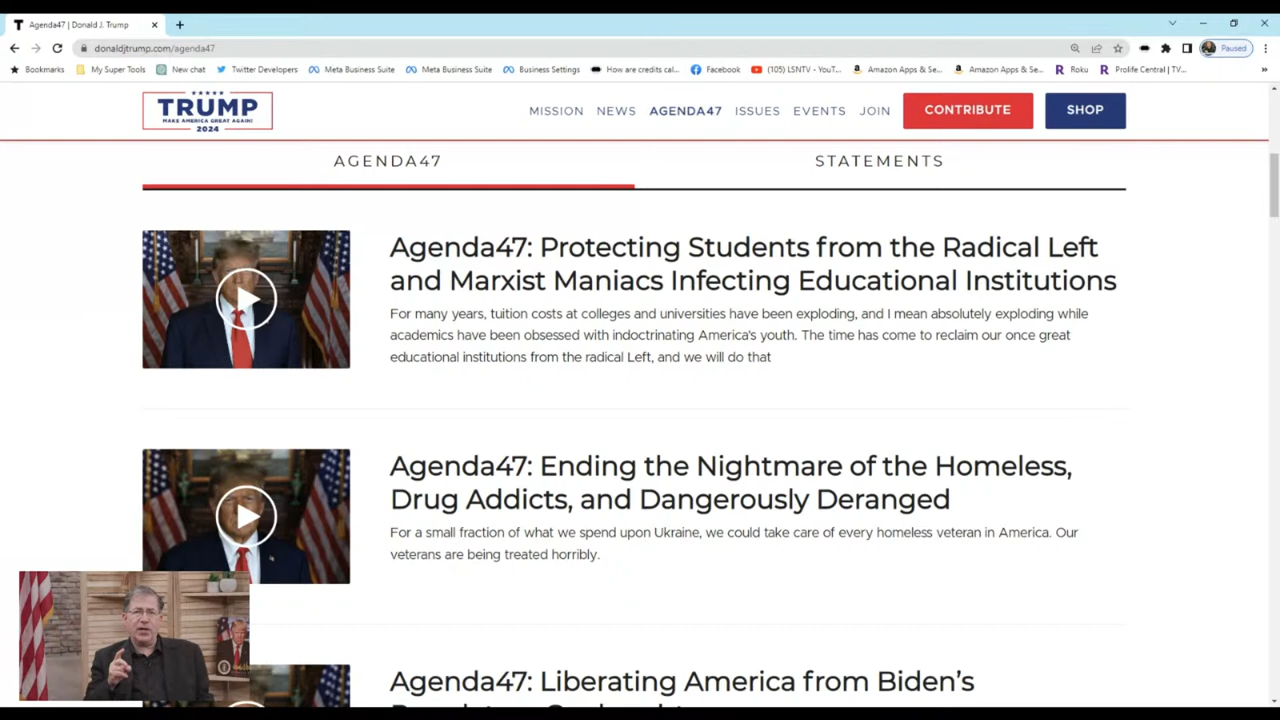 Agenda47 | Donald J. Trump
donaldjtrump.com/agenda47
Paused
Bookmarks My Super Tools New chat Twitter Developers Meta Business Suite Meta Business Suite Business Settings How are credits cal... Facebook (105) LSNTV - YouT... Amazon Apps & Se... Amazon Apps & Se... Roku Prolife Central | TV...
TRUMP
MAKE AMERICA GREAT AGAIN!
2024
MISSION NEWS AGENDA47 ISSUES EVENTS JOIN CONTRIBUTE SHOP
AGENDA47 STATEMENTS
Agenda47: Protecting Students from the Radical Left
and Marxist Maniacs Infecting Educational Institutions
For many years, tuition costs at colleges and universities have been exploding, and I mean absolutely exploding while
academics have been obsessed with indoctrinating America's youth. The time has come to reclaim our once great
educational institutions from the radical Left, and we will do that
Agenda47: Ending the Nightmare of the Homeless,
Drug Addicts, and Dangerously Deranged
For a small fraction of what we spend upon Ukraine, we could take care of every homeless veteran in America. Our
veterans are being treated horribly.
Agenda47: Liberating America from Biden's